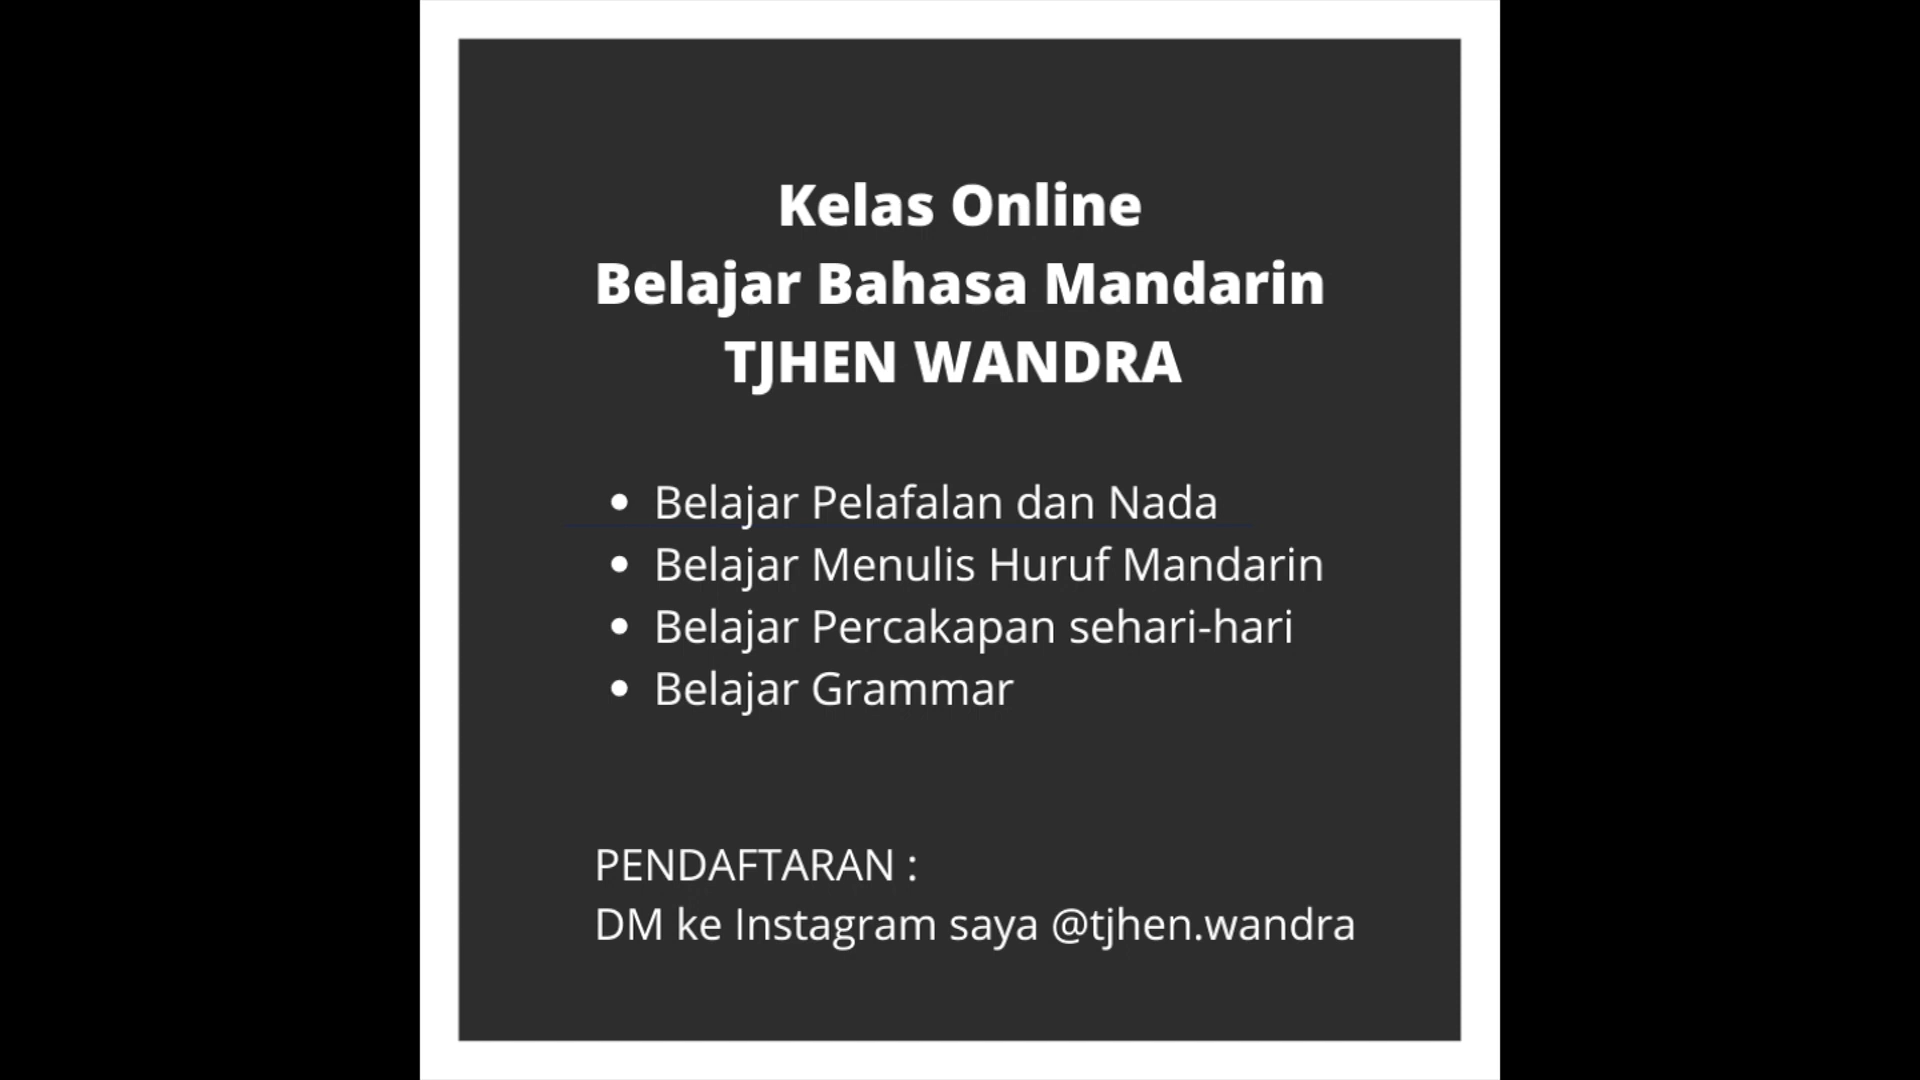 Kelas Online
Belajar Bahasa Mandarin
TJHEN WANDRA
• Belajar Pelafalan dan Nada
• Belajar Menulis Huruf Mandarin
• Belajar Percakapan sehari-hari
• Belajar Grammar
PENDAFTARAN :
DM ke Instagram saya @tjhen.wandra